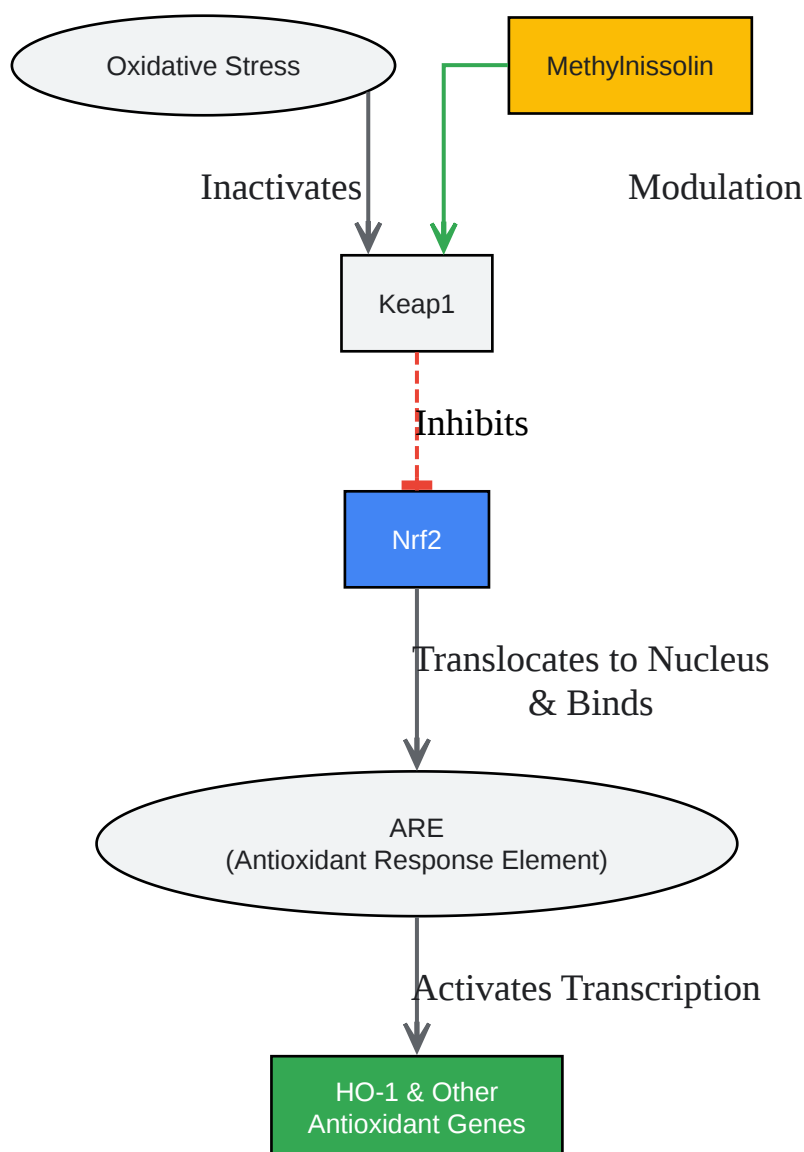 Oxidative Stress
Methylnissolin
Inactivates
Modulation
Keap1
Inhibits
Nrf2
Translocates to Nucleus
& Binds
ARE
(Antioxidant Response Element)
Activates Transcription
HO-1 & Other
Antioxidant Genes